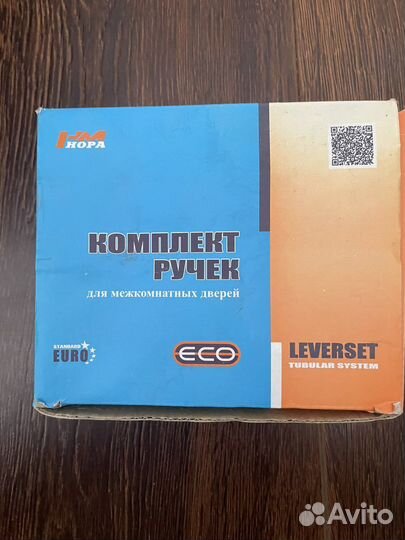 НОРА
КОМПЛЕКТ
РУЧЕК
для межкомнатных дверей
STANDARD
EURO
ECO
LEVERSET
TUBULAR SYSTEM
Avito